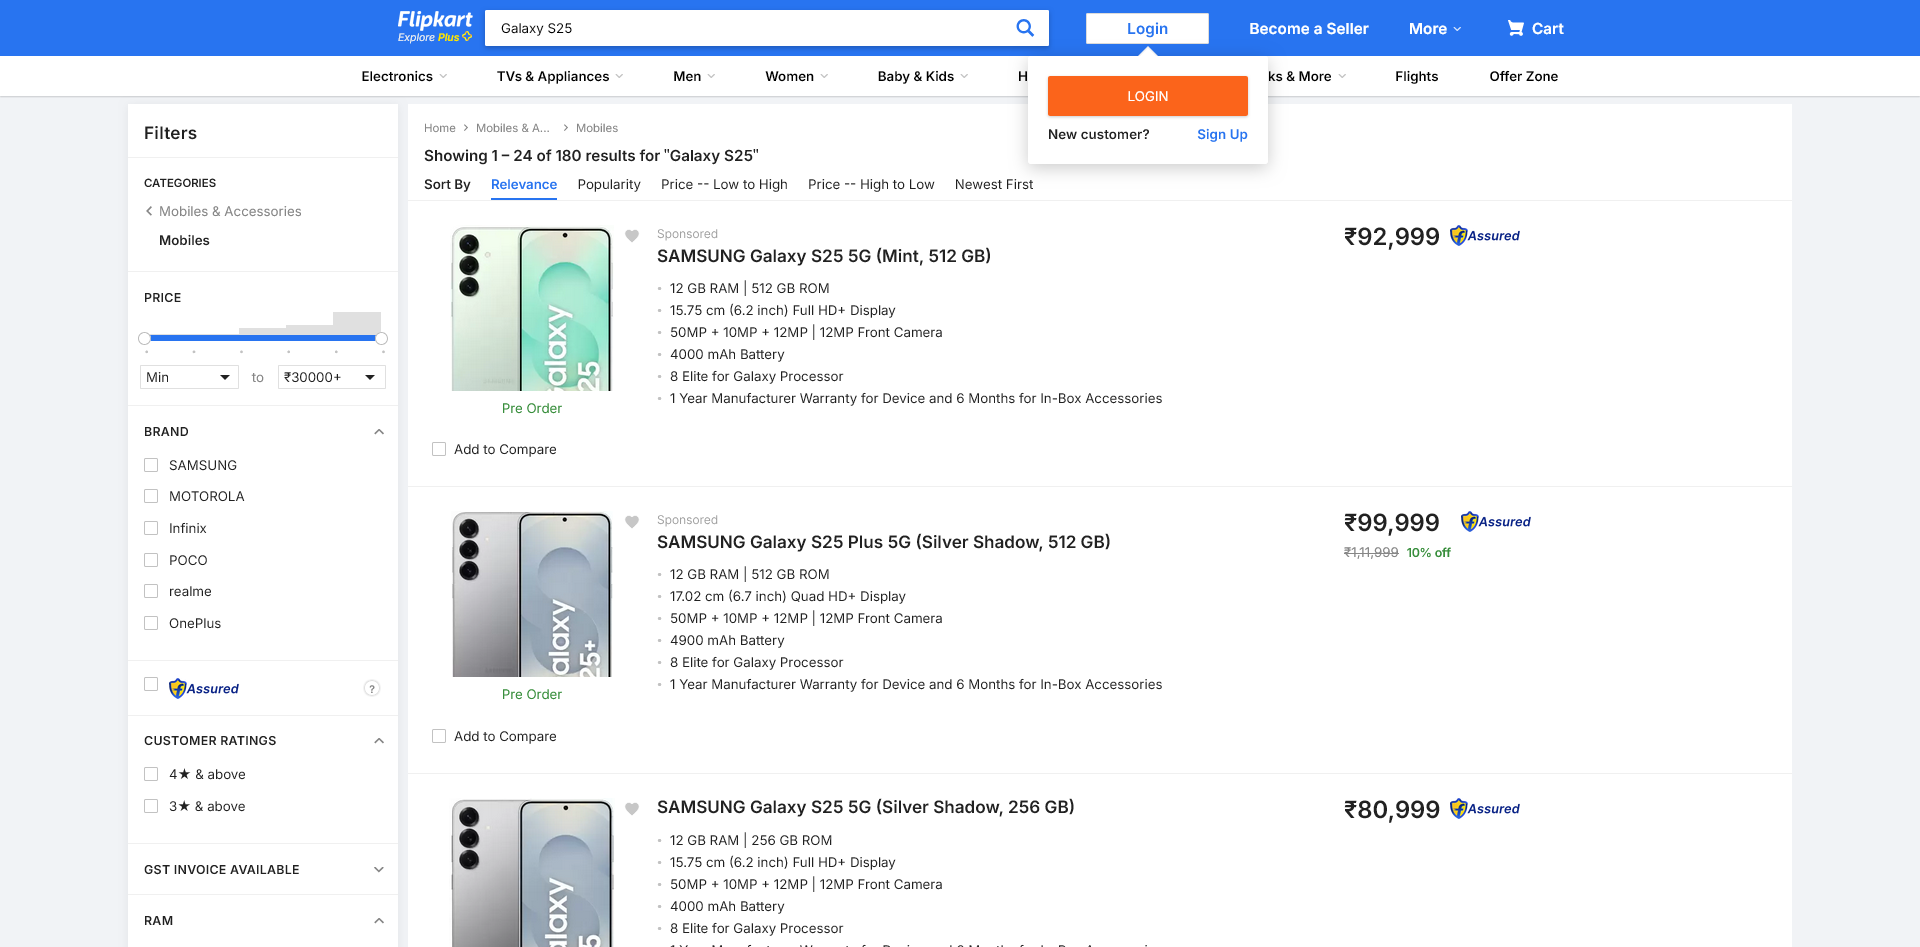 Flipkart
Explore Plus
Galaxy S25
Login
Become a Seller
More
Cart
Electronics
TVs & Appliances
Men
Women
Baby & Kids
H
ks & More
Flights
Offer Zone
LOGIN
New customer? Sign Up
Filters
CATEGORIES
Mobiles & Accessories
Mobiles
PRICE
Min to ₹30000+
BRAND
SAMSUNG
MOTOROLA
Infinix
POCO
realme
OnePlus
Assured ?
CUSTOMER RATINGS
4★ & above
3★ & above
GST INVOICE AVAILABLE
RAM
Home Mobiles & A... Mobiles
Showing 1 – 24 of 180 results for "Galaxy S25"
Sort By Relevance Popularity Price -- Low to High Price -- High to Low Newest First
alaxy
25
Pre Order
Add to Compare
Sponsored
SAMSUNG Galaxy S25 5G (Mint, 512 GB)
12 GB RAM | 512 GB ROM
15.75 cm (6.2 inch) Full HD+ Display
50MP + 10MP + 12MP | 12MP Front Camera
4000 mAh Battery
8 Elite for Galaxy Processor
1 Year Manufacturer Warranty for Device and 6 Months for In-Box Accessories
₹92,999 Assured
alaxy
25+
Pre Order
Add to Compare
Sponsored
SAMSUNG Galaxy S25 Plus 5G (Silver Shadow, 512 GB)
12 GB RAM | 512 GB ROM
17.02 cm (6.7 inch) Quad HD+ Display
50MP + 10MP + 12MP | 12MP Front Camera
4900 mAh Battery
8 Elite for Galaxy Processor
1 Year Manufacturer Warranty for Device and 6 Months for In-Box Accessories
₹99,999 Assured
₹1,11,999 10% off
alaxy
25
SAMSUNG Galaxy S25 5G (Silver Shadow, 256 GB)
12 GB RAM | 256 GB ROM
15.75 cm (6.2 inch) Full HD+ Display
50MP + 10MP + 12MP | 12MP Front Camera
4000 mAh Battery
8 Elite for Galaxy Processor
₹80,999 Assured